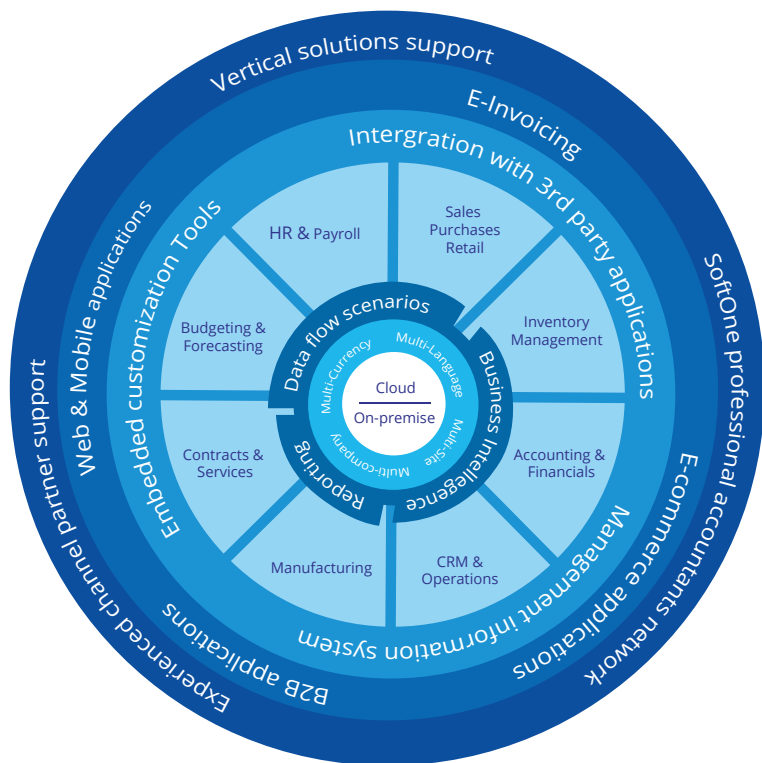 Vertical solutions support
SoftOne professional accountants network
Experienced channel partner support
E-Invoicing
E-commerce applications
B2B applications
Web & Mobile applications
Intergration with 3rd party applications
Management information system
Embedded customization Tools
HR & Payroll
Sales
Purchases
Retail
Inventory
Management
Accounting &
Financials
CRM &
Operations
Manufacturing
Contracts &
Services
Budgeting &
Forecasting
Data flow scenarios
Business Intellegence
Reporting
Multi-Currency
Multi-Language
Multi-Site
Multi-company
Cloud
On-premise